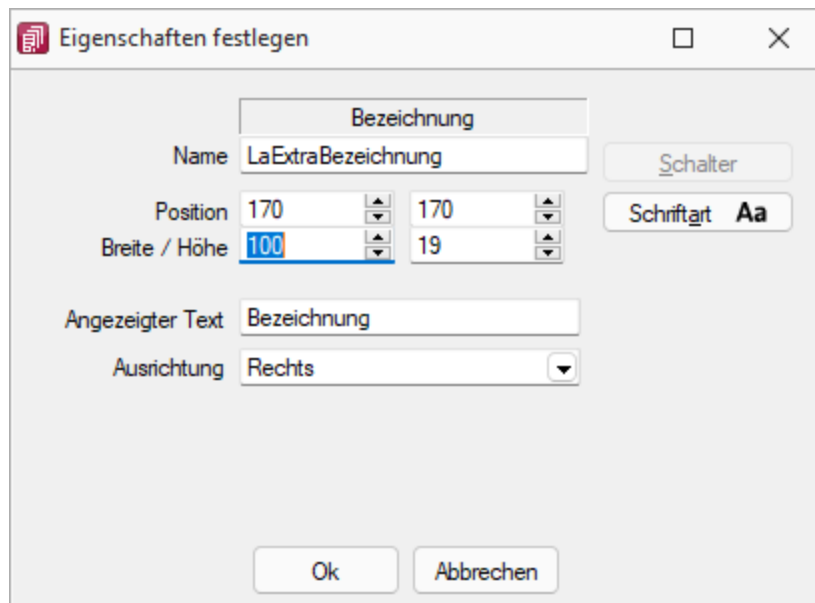 Eigenschaften festlegen
Bezeichnung
Name LaExtraBezeichnung Schalter
Position 170 170 Schriftart Aa
Breite / Höhe 100 19
Angezeigter Text Bezeichnung
Ausrichtung Rechts
Ok Abbrechen